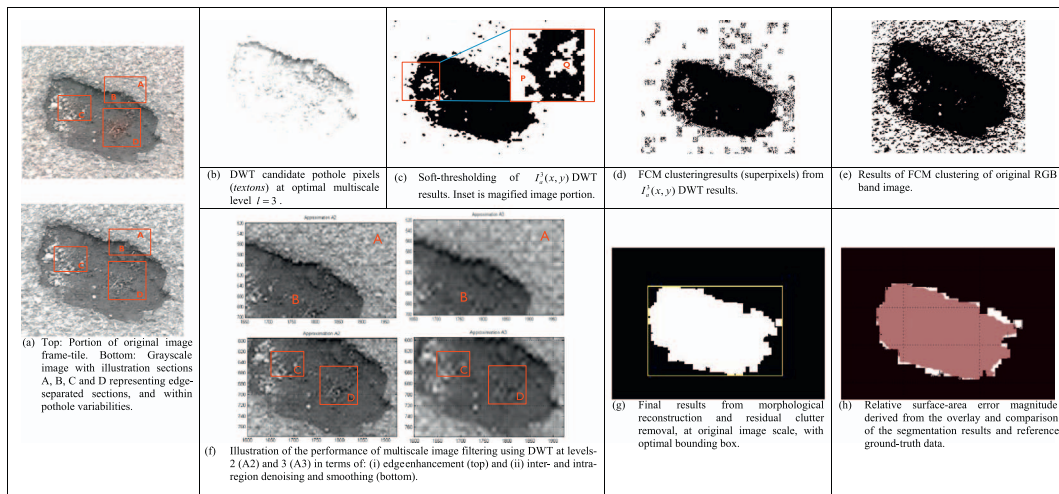 A
B
C
D
A
B
C
D
(a) Top: Portion of original image
frame-tile. Bottom: Grayscale
image with illustration sections
A, B, C and D representing edge-
separated sections, and within
pothole variabilities.
(b) DWT candidate pothole pixels
(textons) at optimal multiscale
level l = 3 .
P
Q
(c) Soft-thresholding of I_a^3(x, y) DWT
results. Inset is magified image portion.
(d) FCM clusteringresults (superpixels) from
I_a^3(x, y) DWT results.
(e) Results of FCM clustering of original RGB
band image.
Approximation A2
A
B
Approximation A3
A
B
Approximation A2
C
D
Approximation A3
C
D
(f) Illustration of the performance of multiscale image filtering using DWT at levels-
2 (A2) and 3 (A3) in terms of: (i) edgeenhancement (top) and (ii) inter- and intra-
region denoising and smoothing (bottom).
(g) Final results from morphological
reconstruction and residual clutter
removal, at original image scale, with
optimal bounding box.
(h) Relative surface-area error magnitude
derived from the overlay and comparison
of the segmentation results and reference
ground-truth data.